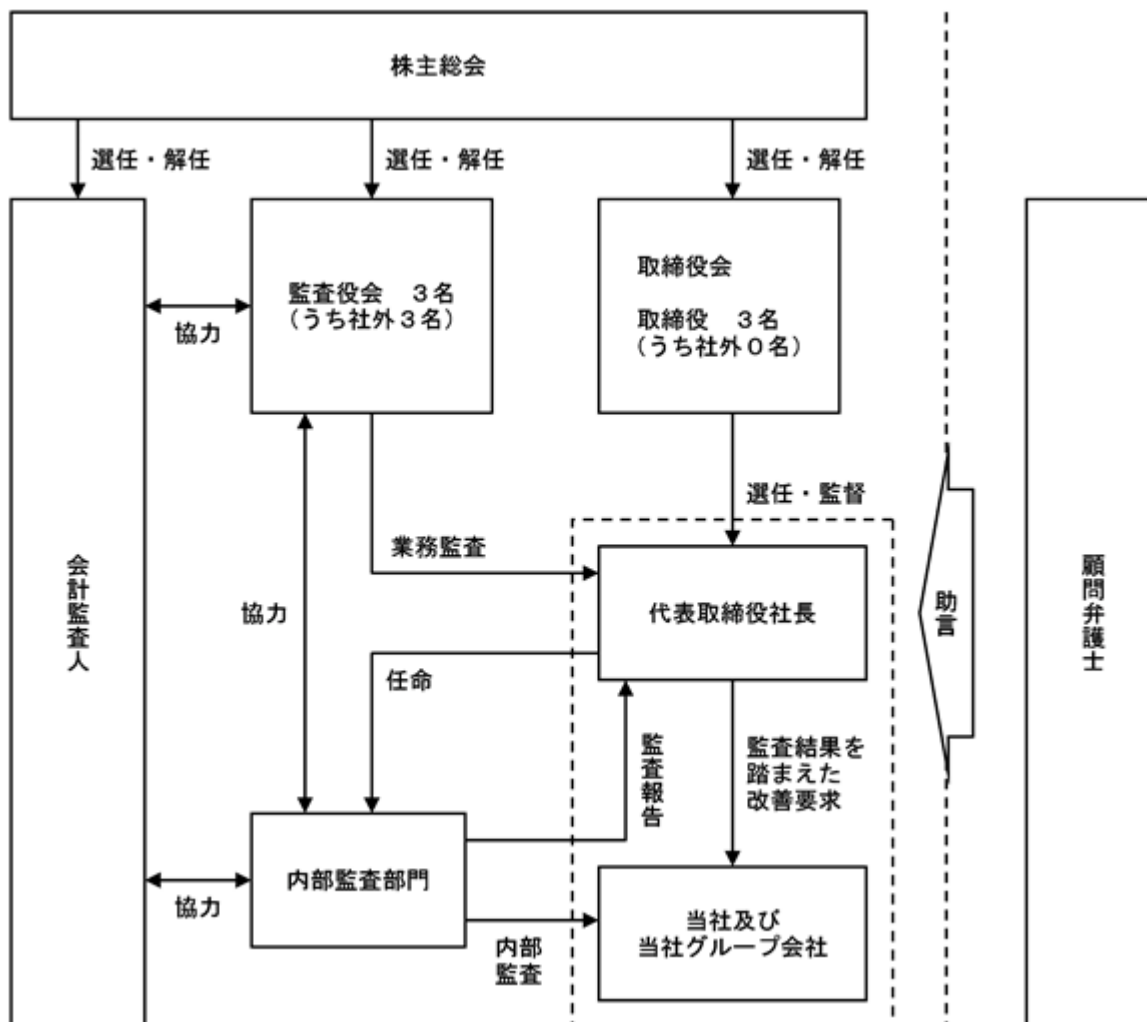 株主総会
選任・解任
選任・解任
選任・解任
監査役会 3名
(うち社外3名)
取締役会
取締役 3名
(うち社外0名)
協力
選任・監督
業務監査
会計監査人
協力
代表取締役社長
助言
顧問弁護士
任命
監査報告
監査結果を
踏まえた
改善要求
内部監査部門
協力
内部
監査
当社及び
当社グループ会社